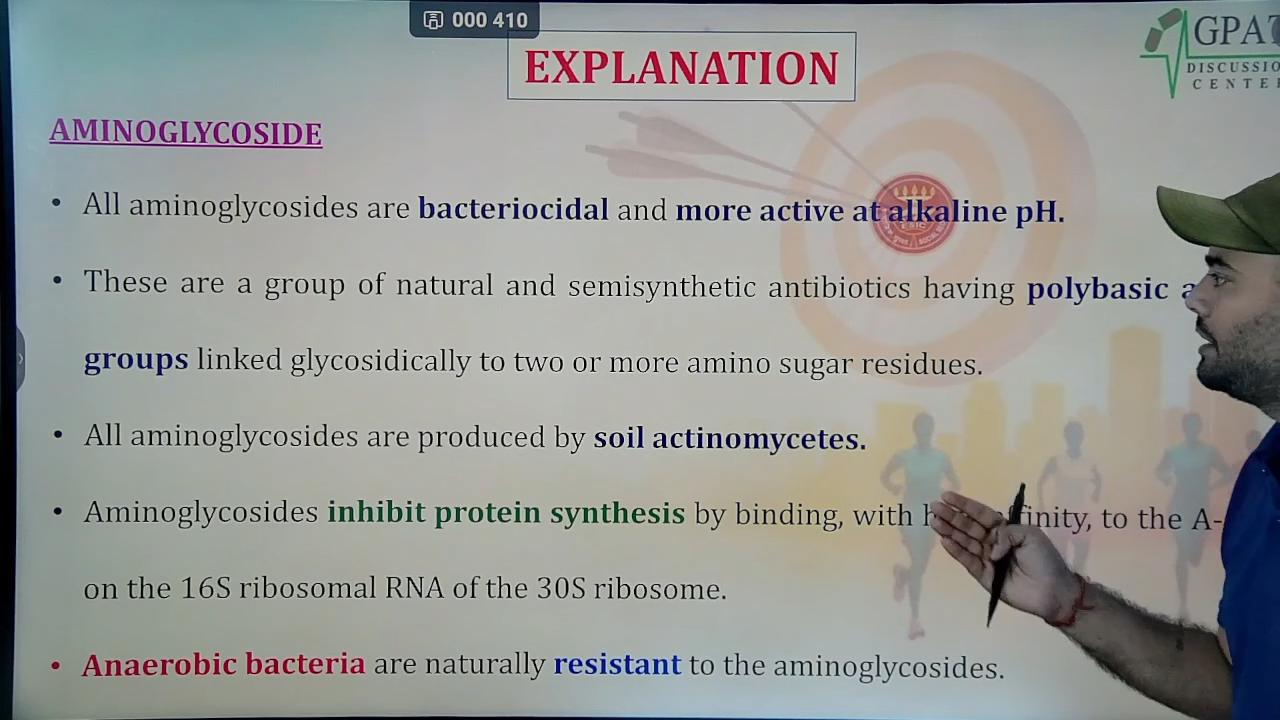 000 410
EXPLANATION
GPAT
DISCUSSIO
CENTE
AMINOGLYCOSIDE
• All aminoglycosides are bacteriocidal and more active at alkaline pH.
ESIC
• These are a group of natural and semisynthetic antibiotics having polybasic
groups linked glycosidically to two or more amino sugar residues.
• All aminoglycosides are produced by soil actinomycetes.
• Aminoglycosides inhibit protein synthesis by binding, with to the A-
on the 16S ribosomal RNA of the 30S ribosome.
• Anaerobic bacteria are naturally resistant to the aminoglycosides.